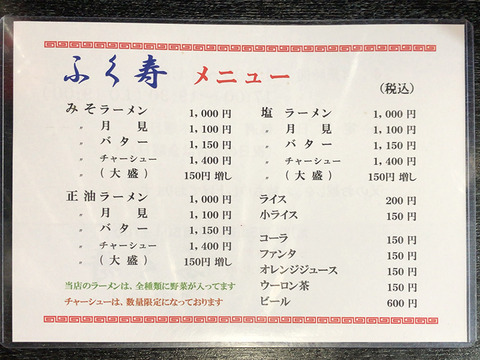 ふく寿 メニュー
(税込)
みそラーメン 1,000円
〃 月見 1,100円
〃 バター 1,150円
〃 チャーシュー 1,400円
〃 (大盛) 150円増し
正油ラーメン 1,000円
〃 月見 1,100円
〃 バター 1,150円
〃 チャーシュー 1,400円
〃 (大盛) 150円増し
当店のラーメンは、全種類に野菜が入ってます
チャーシューは、数量限定になっております
塩 ラーメン 1,000円
〃 月見 1,100円
〃 バター 1,150円
〃 チャーシュー 1,400円
〃 (大盛) 150円増し
ライス 200円
小ライス 150円
コーラ 150円
ファンタ 150円
オレンジジュース 150円
ウーロン茶 150円
ビール 600円